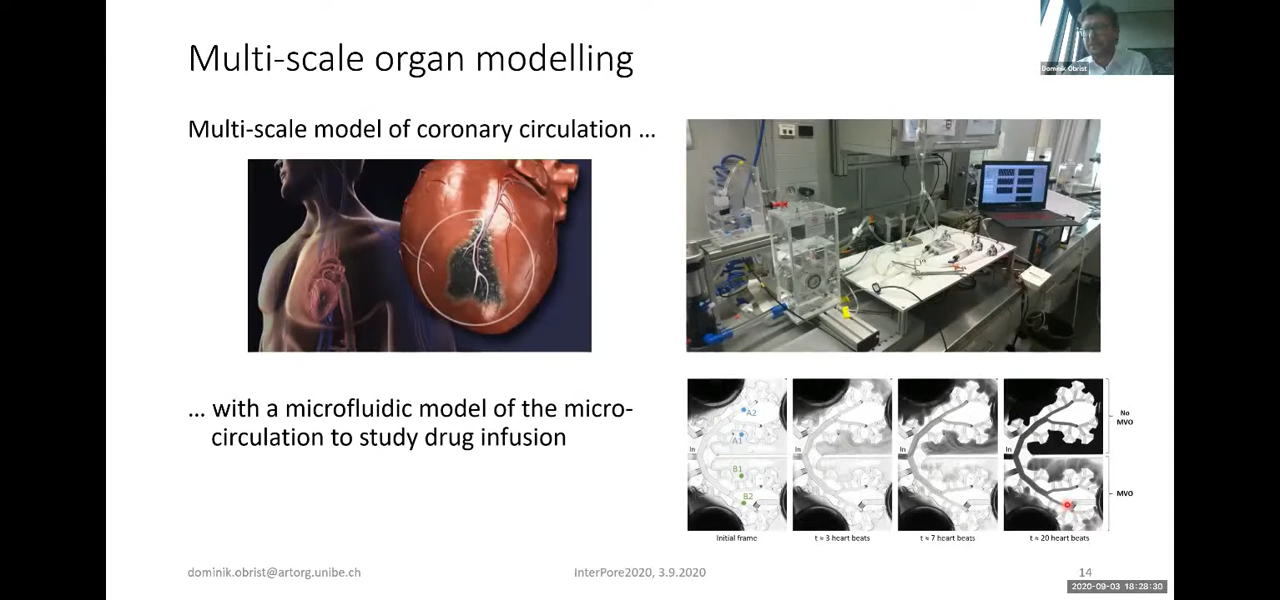 Multi-scale organ modelling
Dominik Obrist
Multi-scale model of coronary circulation ...
... with a microfluidic model of the micro-
circulation to study drug infusion
A2
A1
In
B1
B2
In
In
In
No
MVO
MVO
Initial frame
t ≈ 3 heart beats
t ≈ 7 heart beats
t ≈ 20 heart beats
dominik.obrist@artorg.unibe.ch
InterPore2020, 3.9.2020
14
2020-09-03 18:28:30